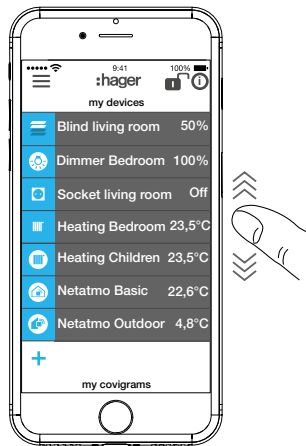 9:41 100%
:hager
my devices
Blind living room 50%
Dimmer Bedroom 100%
Socket living room Off
Heating Bedroom 23,5°C
Heating Children 23,5°C
Netatmo Basic 22,6°C
Netatmo Outdoor 4,8°C
+
my covigrams